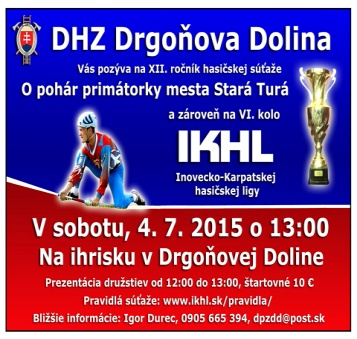 DHZ Drgoňova Dolina
Vás pozýva na XII. ročník hasičskej súťaže
O pohár primátorky mesta Stará Turá
a zároveň na VI. kolo
IKHL
Inovecko-Karpatskej
hasičskej ligy
V sobotu, 4. 7. 2015 o 13:00
Na ihrisku v Drgoňovej Doline
Prezentácia družstiev od 12:00 do 13:00, štartovné 10 €
Pravidlá súťaže: www.ikhl.sk/pravidla/
Bližšie informácie: Igor Durec, 0905 665 394, dpzdd@post.sk